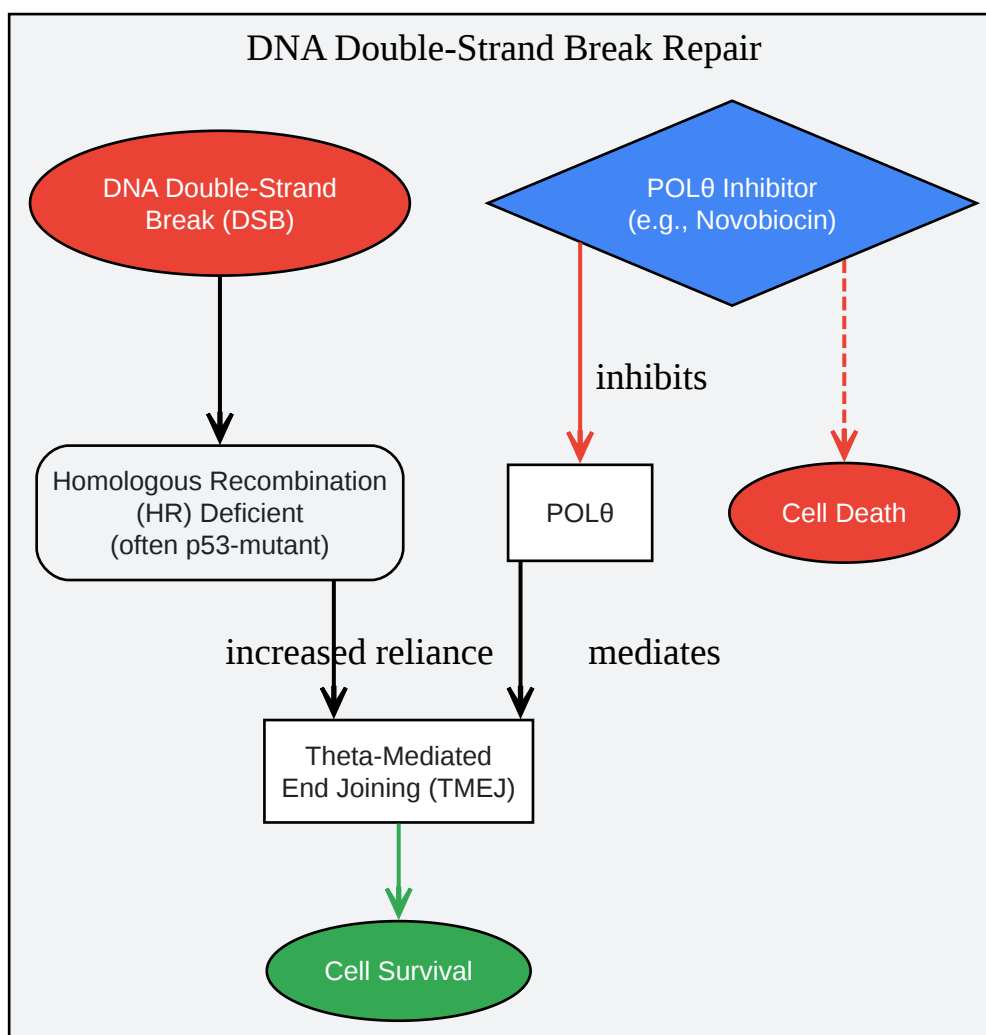 DNA Double-Strand Break Repair
DNA Double-Strand
Break (DSB)
POLθ Inhibitor
(e.g., Novobiocin)
inhibits
Homologous Recombination
(HR) Deficient
(often p53-mutant)
POLθ
Cell Death
increased reliance
mediates
Theta-Mediated
End Joining (TMEJ)
Cell Survival